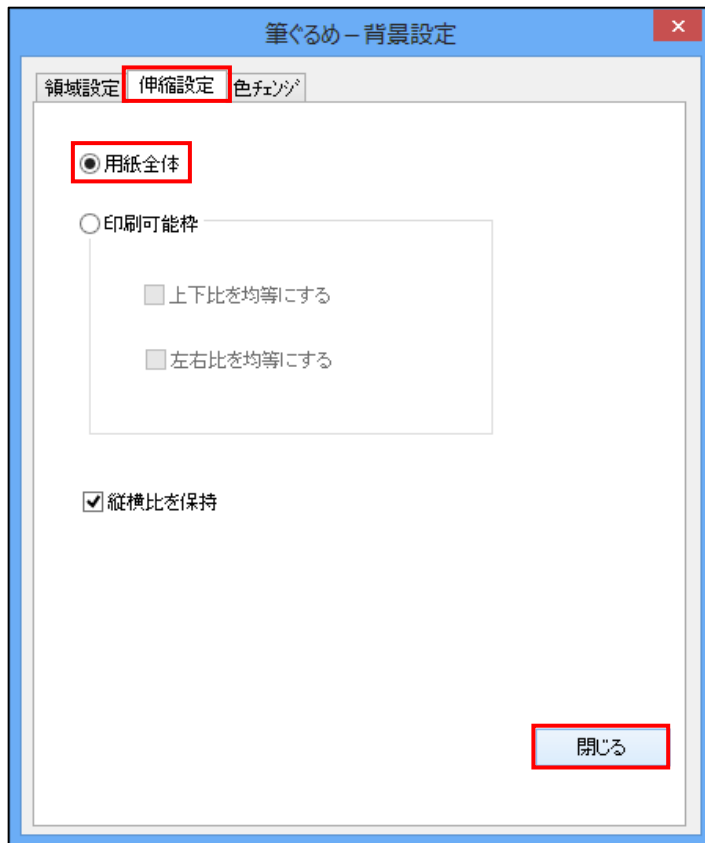 筆ぐるめ – 背景設定
領域設定 伸縮設定 色ﾁｪﾝｼﾞ
用紙全体
印刷可能枠
上下比を均等にする
左右比を均等にする
縦横比を保持
閉じる